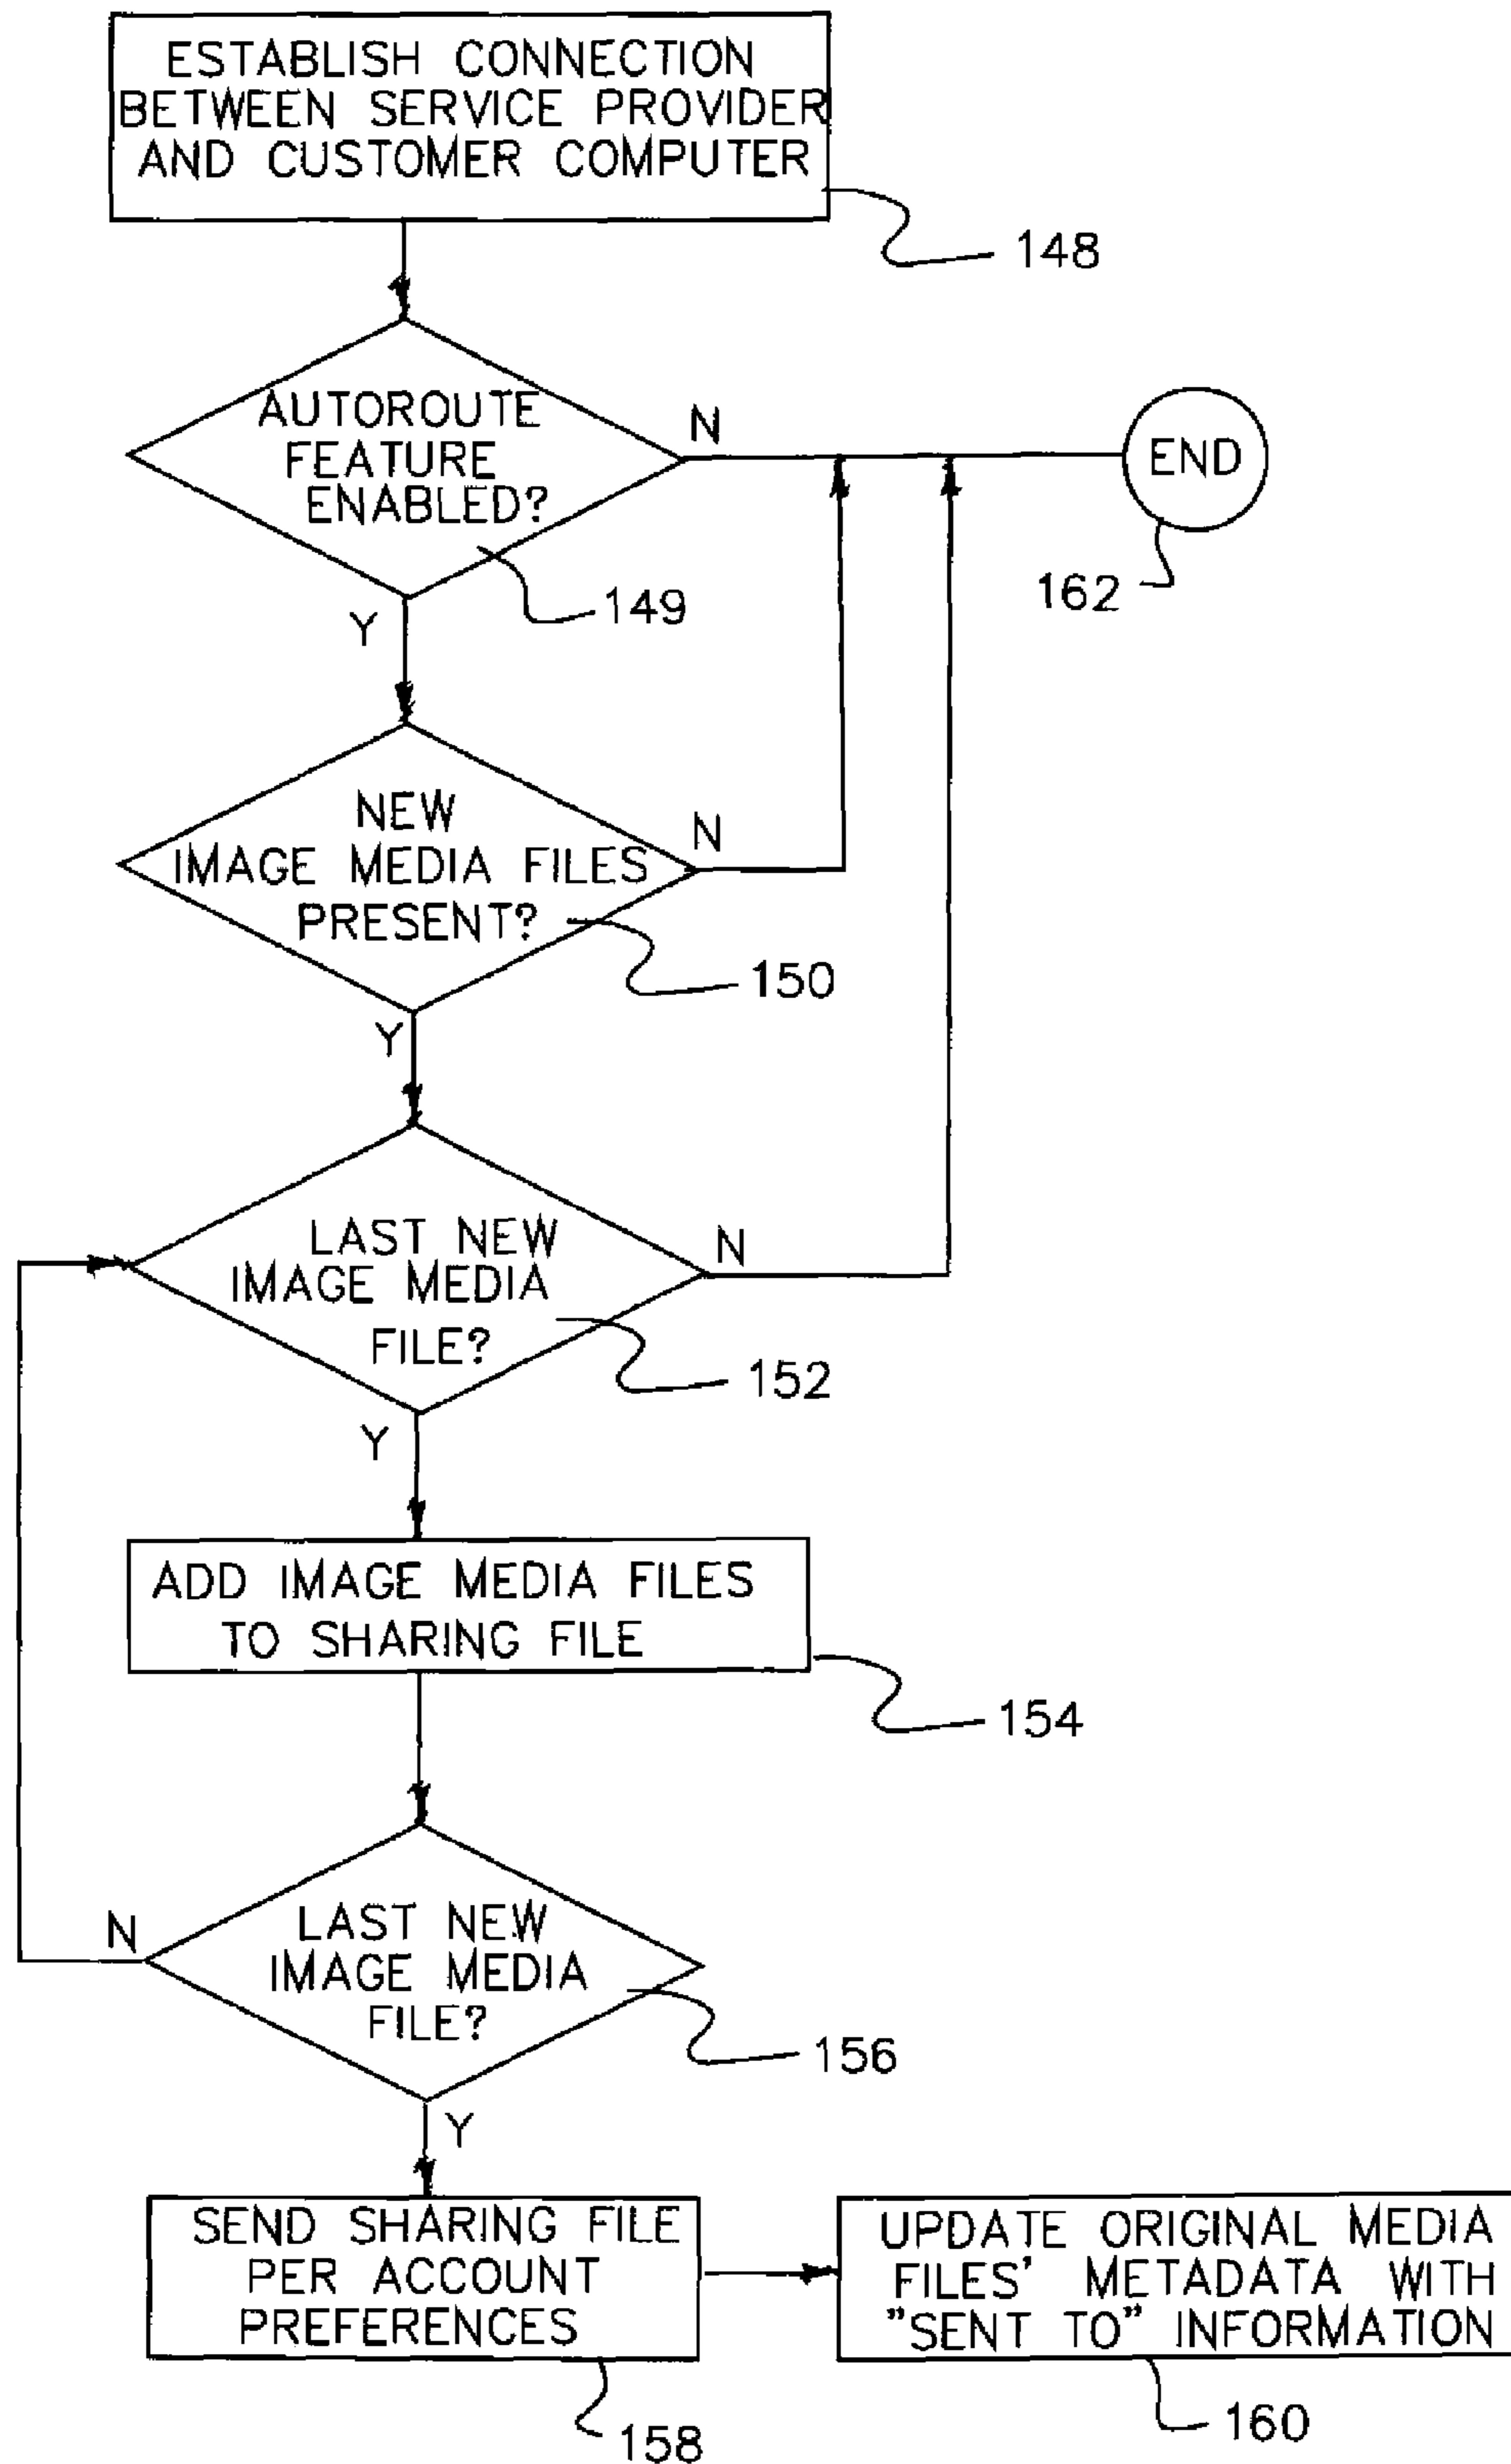 ESTABLISH CONNECTION
BETWEEN SERVICE PROVIDER
AND CUSTOMER COMPUTER
148
AUTOROUTE
FEATURE
ENABLED?
N
END
162
149
Y
NEW
IMAGE MEDIA FILES
PRESENT?
N
150
Y
LAST NEW
IMAGE MEDIA
FILE?
N
152
Y
ADD IMAGE MEDIA FILES
TO SHARING FILE
154
N
LAST NEW
IMAGE MEDIA
FILE?
156
Y
SEND SHARING FILE
PER ACCOUNT
PREFERENCES
158
UPDATE ORIGINAL MEDIA
FILES' METADATA WITH
"SENT TO" INFORMATION
160